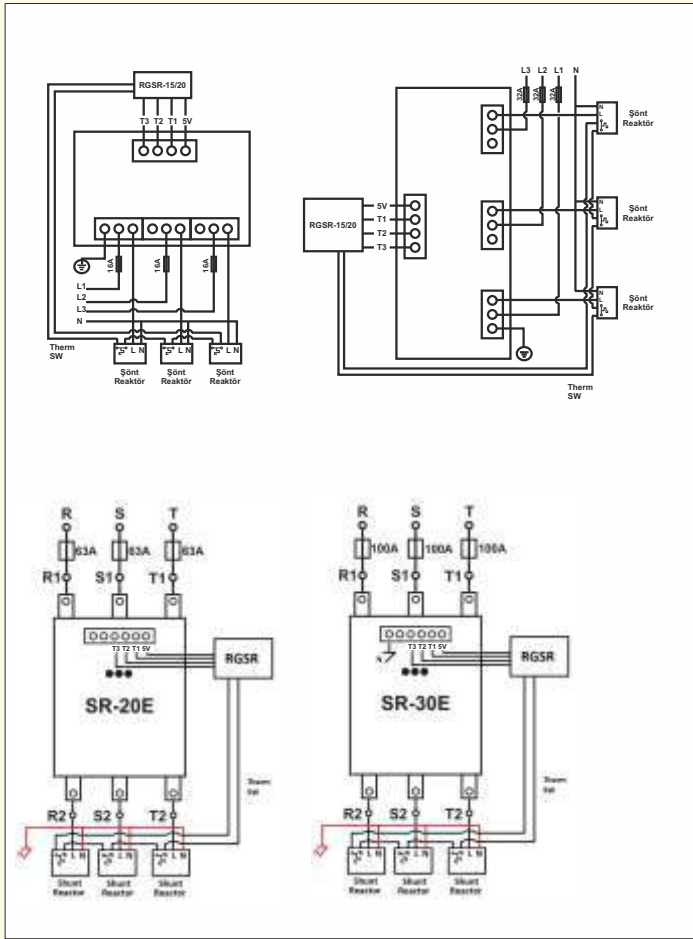 RGSR-15/20
T3 T2 T1 5V
16A 16A 16A
L1
L2
L3
N
L N L N L N
Therm
SW
Şönt
Reaktör
Şönt
Reaktör
Şönt
Reaktör
L3 L2 L1 N
32A 32A 32A
RGSR-15/20
5V
T1
T2
T3
N
L
Şönt
Reaktör
N
L
Şönt
Reaktör
N
L
Şönt
Reaktör
Therm
SW
R S T
63A 63A 63A
R1 S1 T1
T3 T2 T1 5V
RGSR
SR-20E
Therm
SW
R2 S2 T2
L N L N L N
Shunt
Reactor
Shunt
Reactor
Shunt
Reactor
R S T
100A 100A 100A
R1 S1 T1
N
T3 T2 T1 5V
RGSR
SR-30E
Therm
SW
R2 S2 T2
L N L N L N
Shunt
Reactor
Shunt
Reactor
Shunt
Reactor